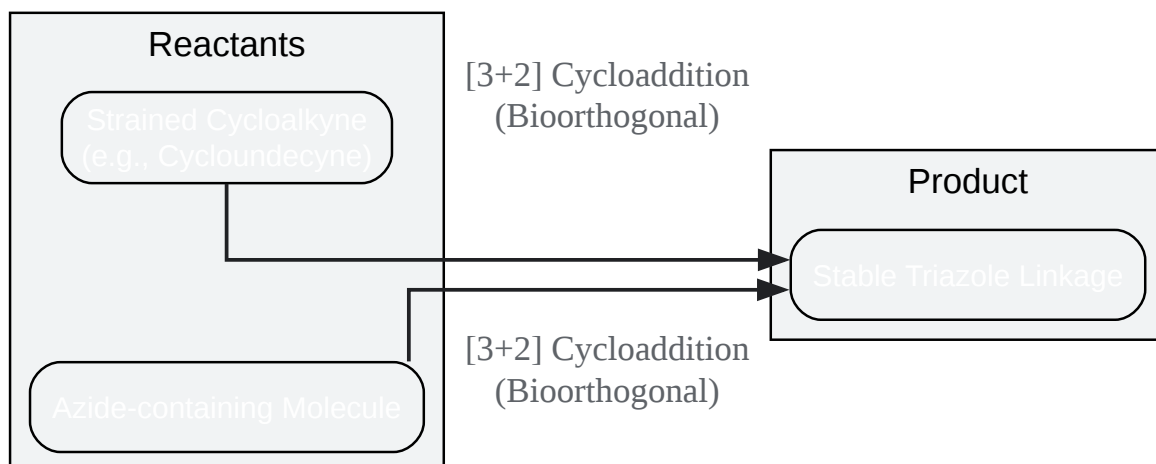 Reactants
Strained Cycloalkyne
(e.g., Cycloundecyne)
Azide-containing Molecule
[3+2] Cycloaddition
(Bioorthogonal)
[3+2] Cycloaddition
(Bioorthogonal)
Product
Stable Triazole Linkage